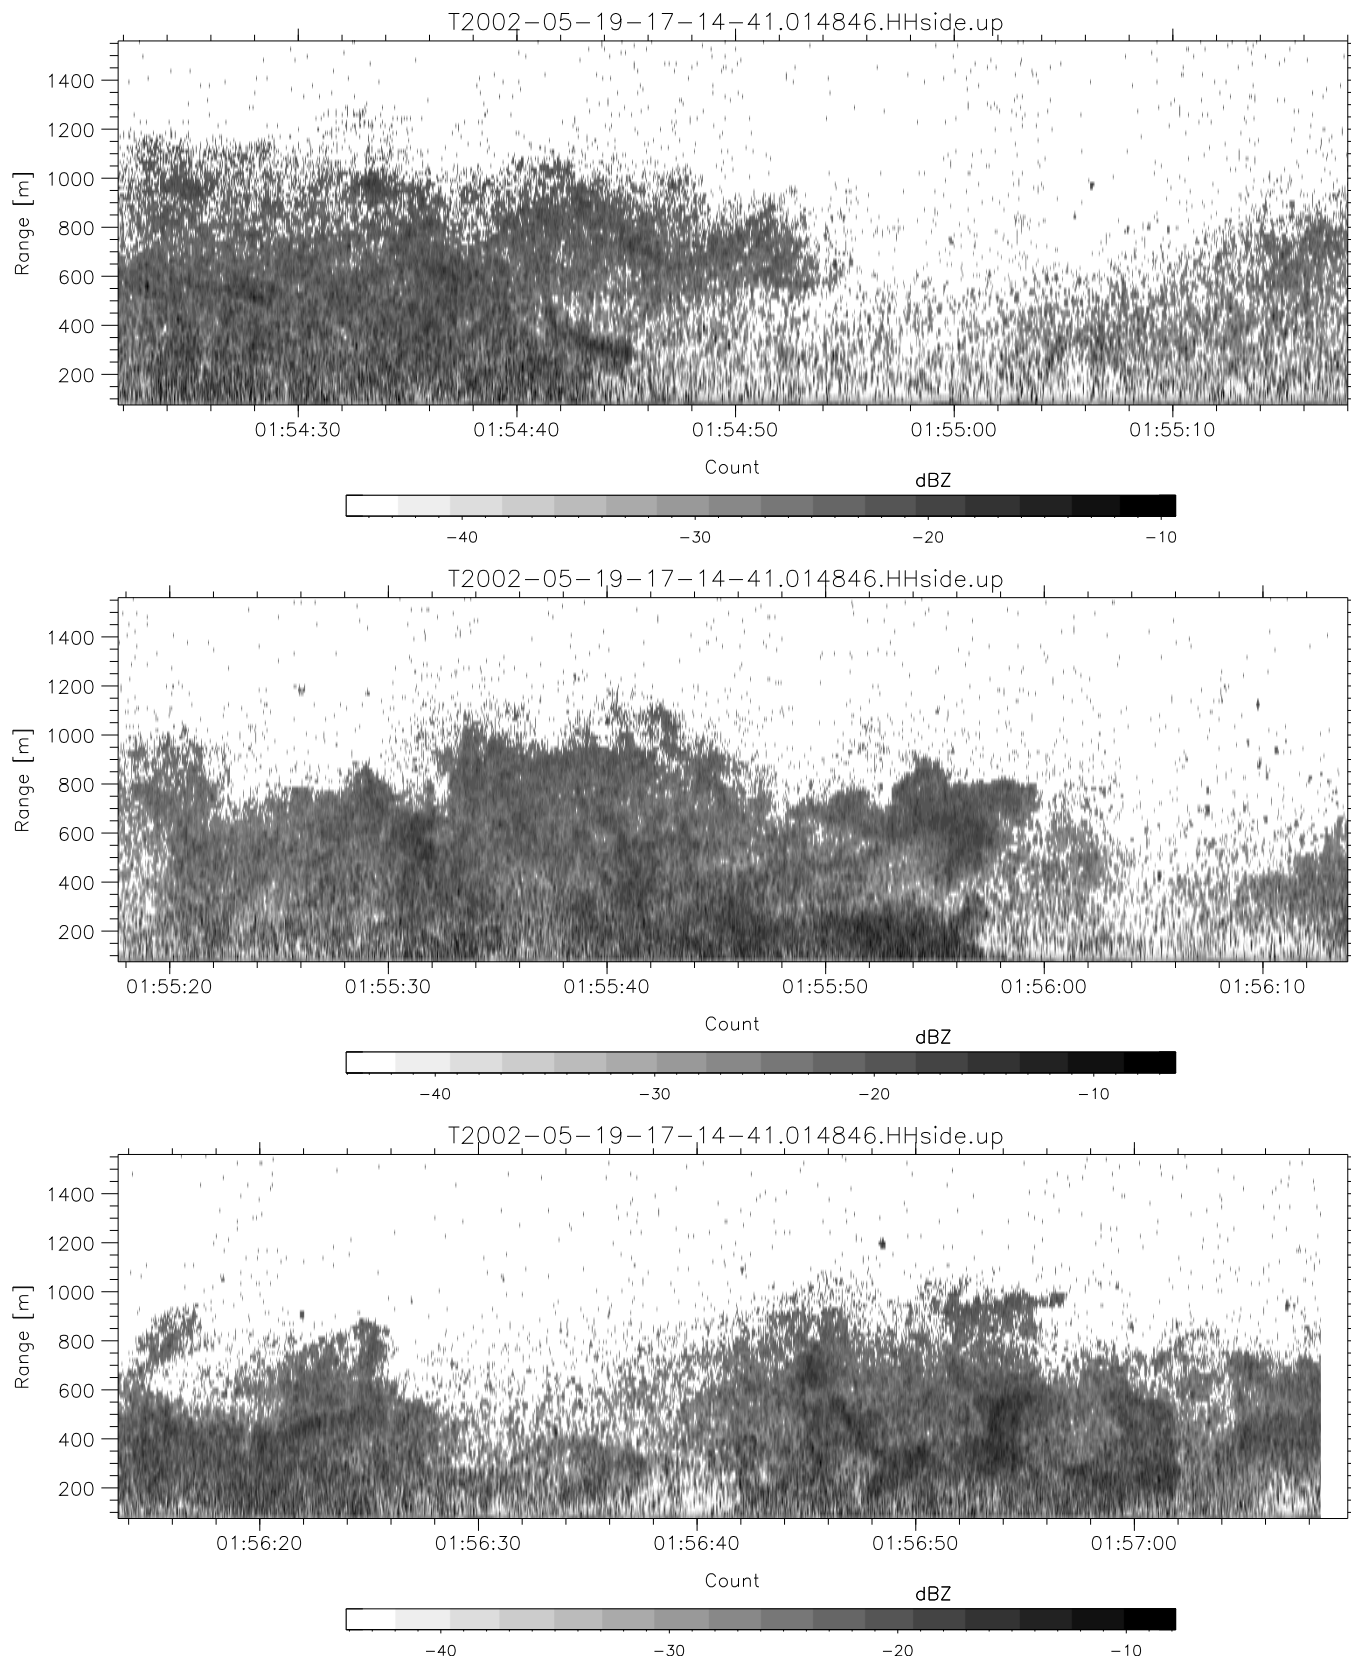 T2002-05-19-17-14-41.014846.HHside.up
1400
1200
1000
800
600
400
200
Range [m]
01:54:30 01:54:40 01:54:50 01:55:00 01:55:10
Count
dBZ
-40 -30 -20 -10
T2002-05-19-17-14-41.014846.HHside.up
1400
1200
1000
800
600
400
200
Range [m]
01:55:20 01:55:30 01:55:40 01:55:50 01:56:00 01:56:10
Count
dBZ
-40 -30 -20 -10
T2002-05-19-17-14-41.014846.HHside.up
1400
1200
1000
800
600
400
200
Range [m]
01:56:20 01:56:30 01:56:40 01:56:50 01:57:00
Count
dBZ
-40 -30 -20 -10